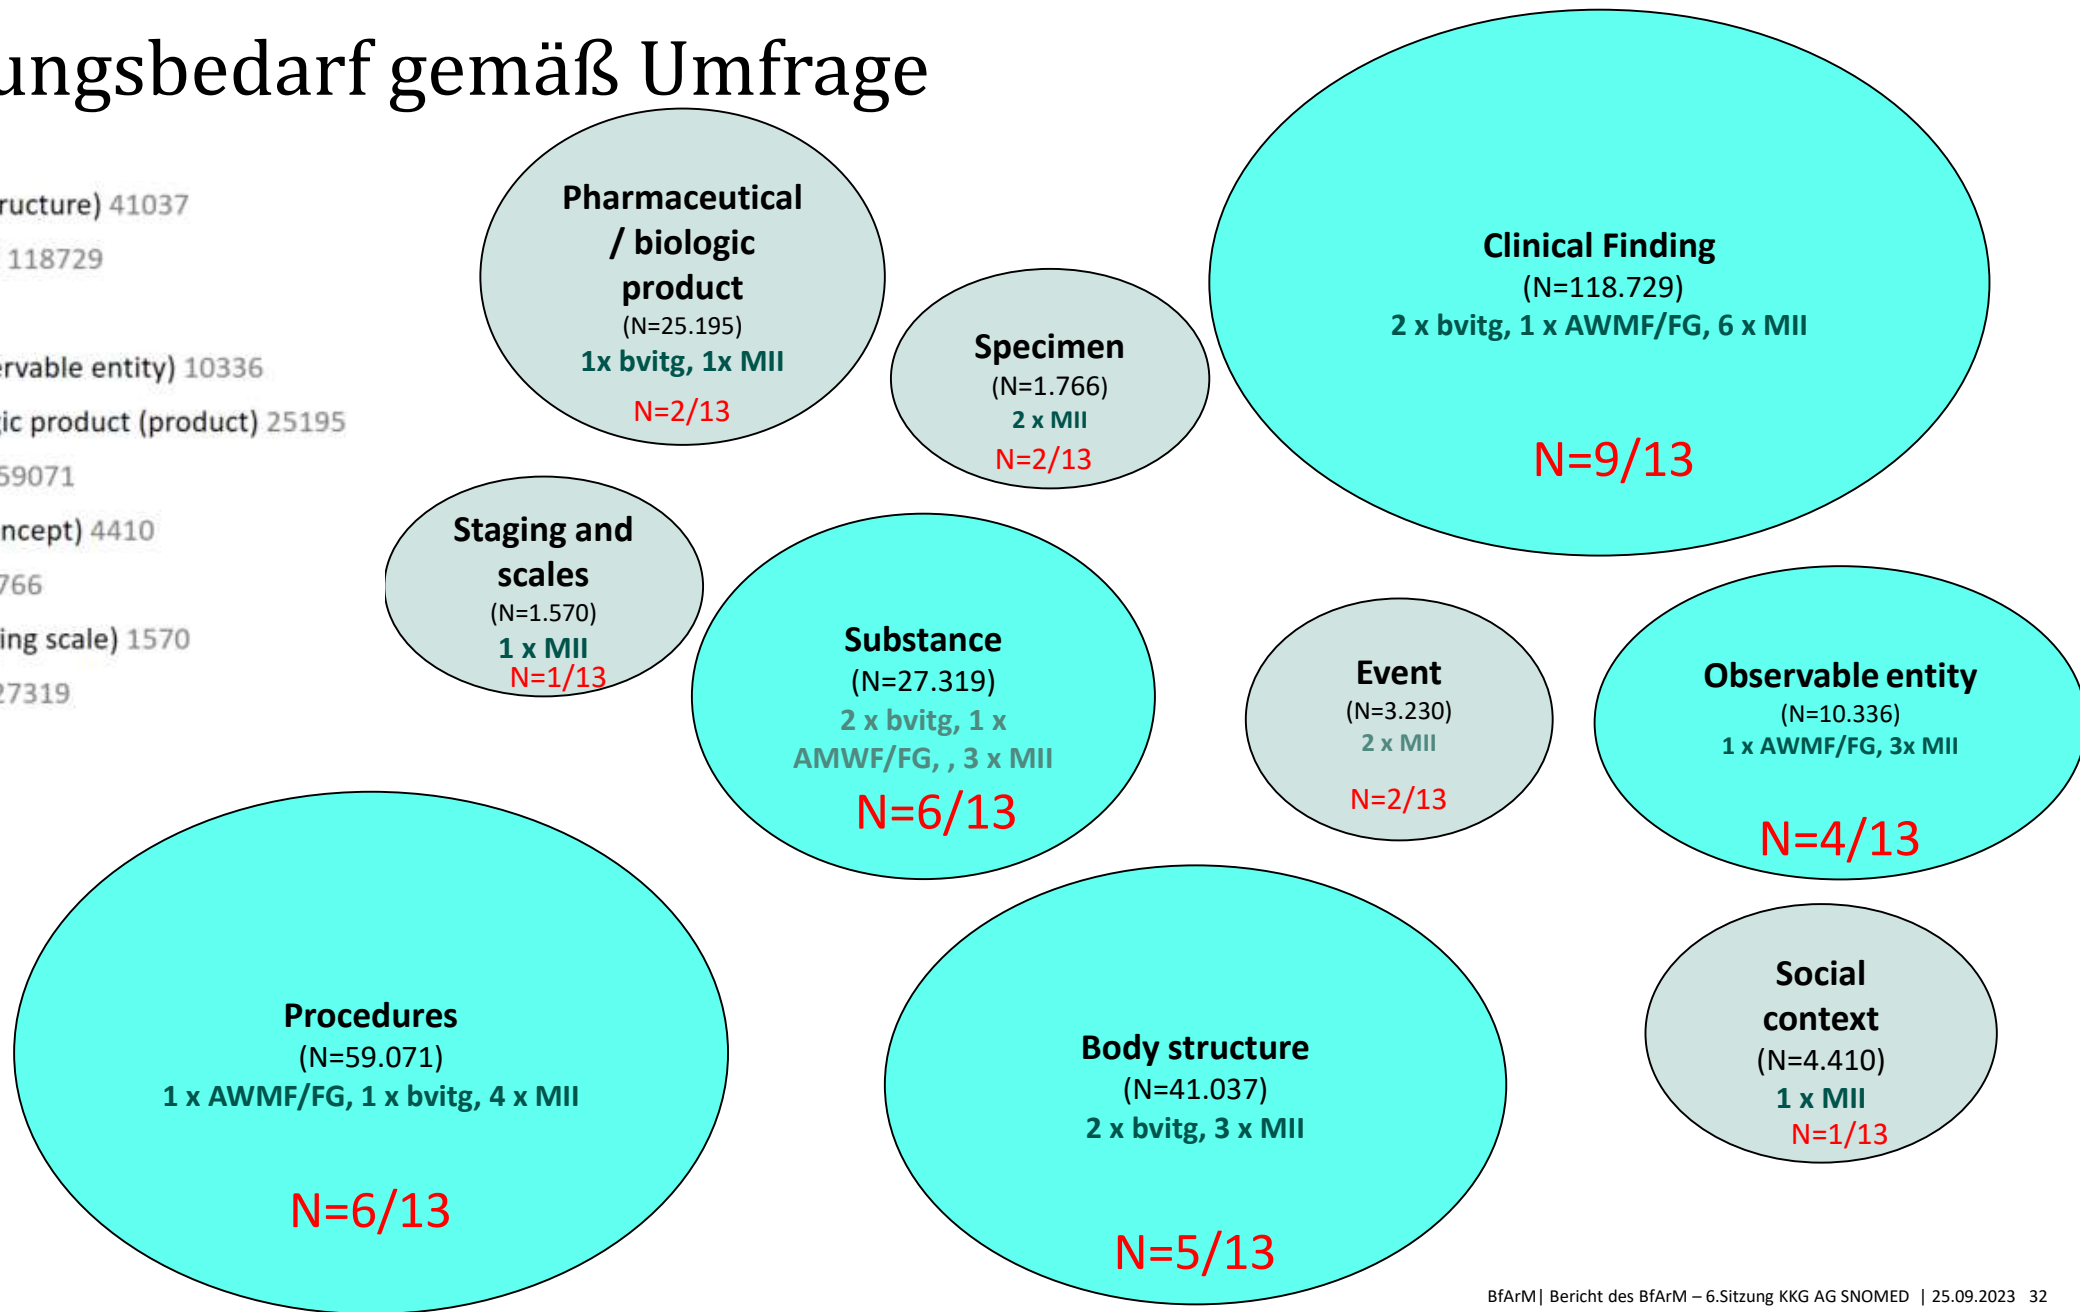 ungsbedarf gemäß Umfrage
ructure) 41037
118729
ervable entity) 10336
gic product (product) 25195
59071
ncept) 4410
766
ing scale) 1570
27319
Pharmaceutical
/ biologic
product
(N=25.195)
1x bvitg, 1x MII
N=2/13
Specimen
(N=1.766)
2 x MII
N=2/13
Clinical Finding
(N=118.729)
2 x bvitg, 1 x AWMF/FG, 6 x MII
N=9/13
Staging and
scales
(N=1.570)
1 x MII
N=1/13
Substance
(N=27.319)
2 x bvitg, 1 x
AMWF/FG, , 3 x MII
N=6/13
Event
(N=3.230)
2 x MII
N=2/13
Observable entity
(N=10.336)
1 x AWMF/FG, 3x MII
N=4/13
Procedures
(N=59.071)
1 x AWMF/FG, 1 x bvitg, 4 x MII
N=6/13
Body structure
(N=41.037)
2 x bvitg, 3 x MII
N=5/13
Social
context
(N=4.410)
1 x MII
N=1/13
BfArM| Bericht des BfArM – 6.Sitzung KKG AG SNOMED | 25.09.2023 32